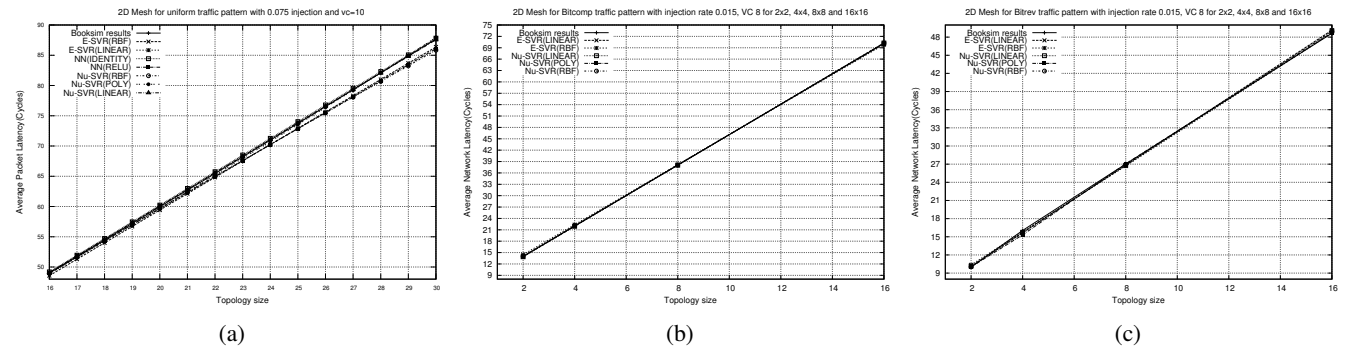 2D Mesh for uniform traffic pattern with 0.075 injection and vc=10
Booksim results
E-SVR(RBF)
E-SVR(LINEAR)
NN(IDENTITY)
NN(RELU)
Nu-SVR(RBF)
Nu-SVR(POLY)
Nu-SVR(LINEAR)
Average Packet Latency(Cycles)
90
85
80
75
70
65
60
55
50
16 17 18 19 20 21 22 23 24 25 26 27 28 29 30
Topology size
(a)
2D Mesh for Bitcomp traffic pattern with injection rate 0.015, VC 8 for 2x2, 4x4, 8x8 and 16x16
Booksim results
E-SVR(LINEAR)
E-SVR(RBF)
Nu-SVR(LINEAR)
Nu-SVR(POLY)
Nu-SVR(RBF)
Average Network Latency(Cycles)
75
72
69
66
63
60
57
54
51
48
45
42
39
36
33
30
27
24
21
18
15
12
9
2 4 6 8 10 12 14 16
Topology size
(b)
2D Mesh for Bitrev traffic pattern with injection rate 0.015, VC 8 for 2x2, 4x4, 8x8 and 16x16
Booksim results
E-SVR(LINEAR)
E-SVR(RBF)
Nu-SVR(LINEAR)
Nu-SVR(POLY)
Nu-SVR(RBF)
Average Network Latency(Cycles)
48
45
42
39
36
33
30
27
24
21
18
15
12
9
2 4 6 8 10 12 14 16
Topology size
(c)